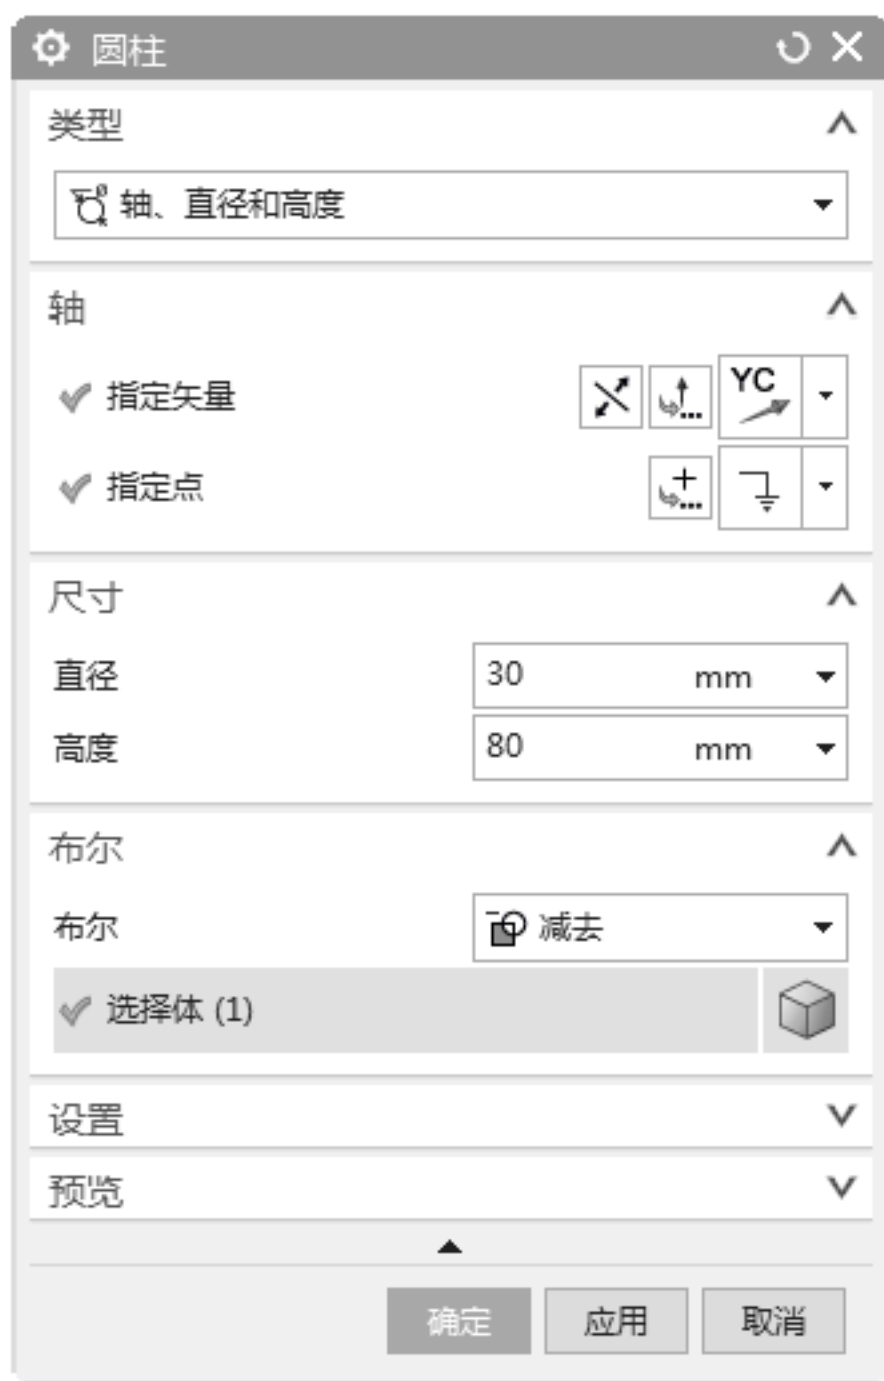 圆柱
类型
轴、直径和高度
轴
指定矢量
YC
指定点
尺寸
直径 30 mm
高度 80 mm
布尔
布尔 减去
选择体 (1)
设置
预览
确定 应用 取消